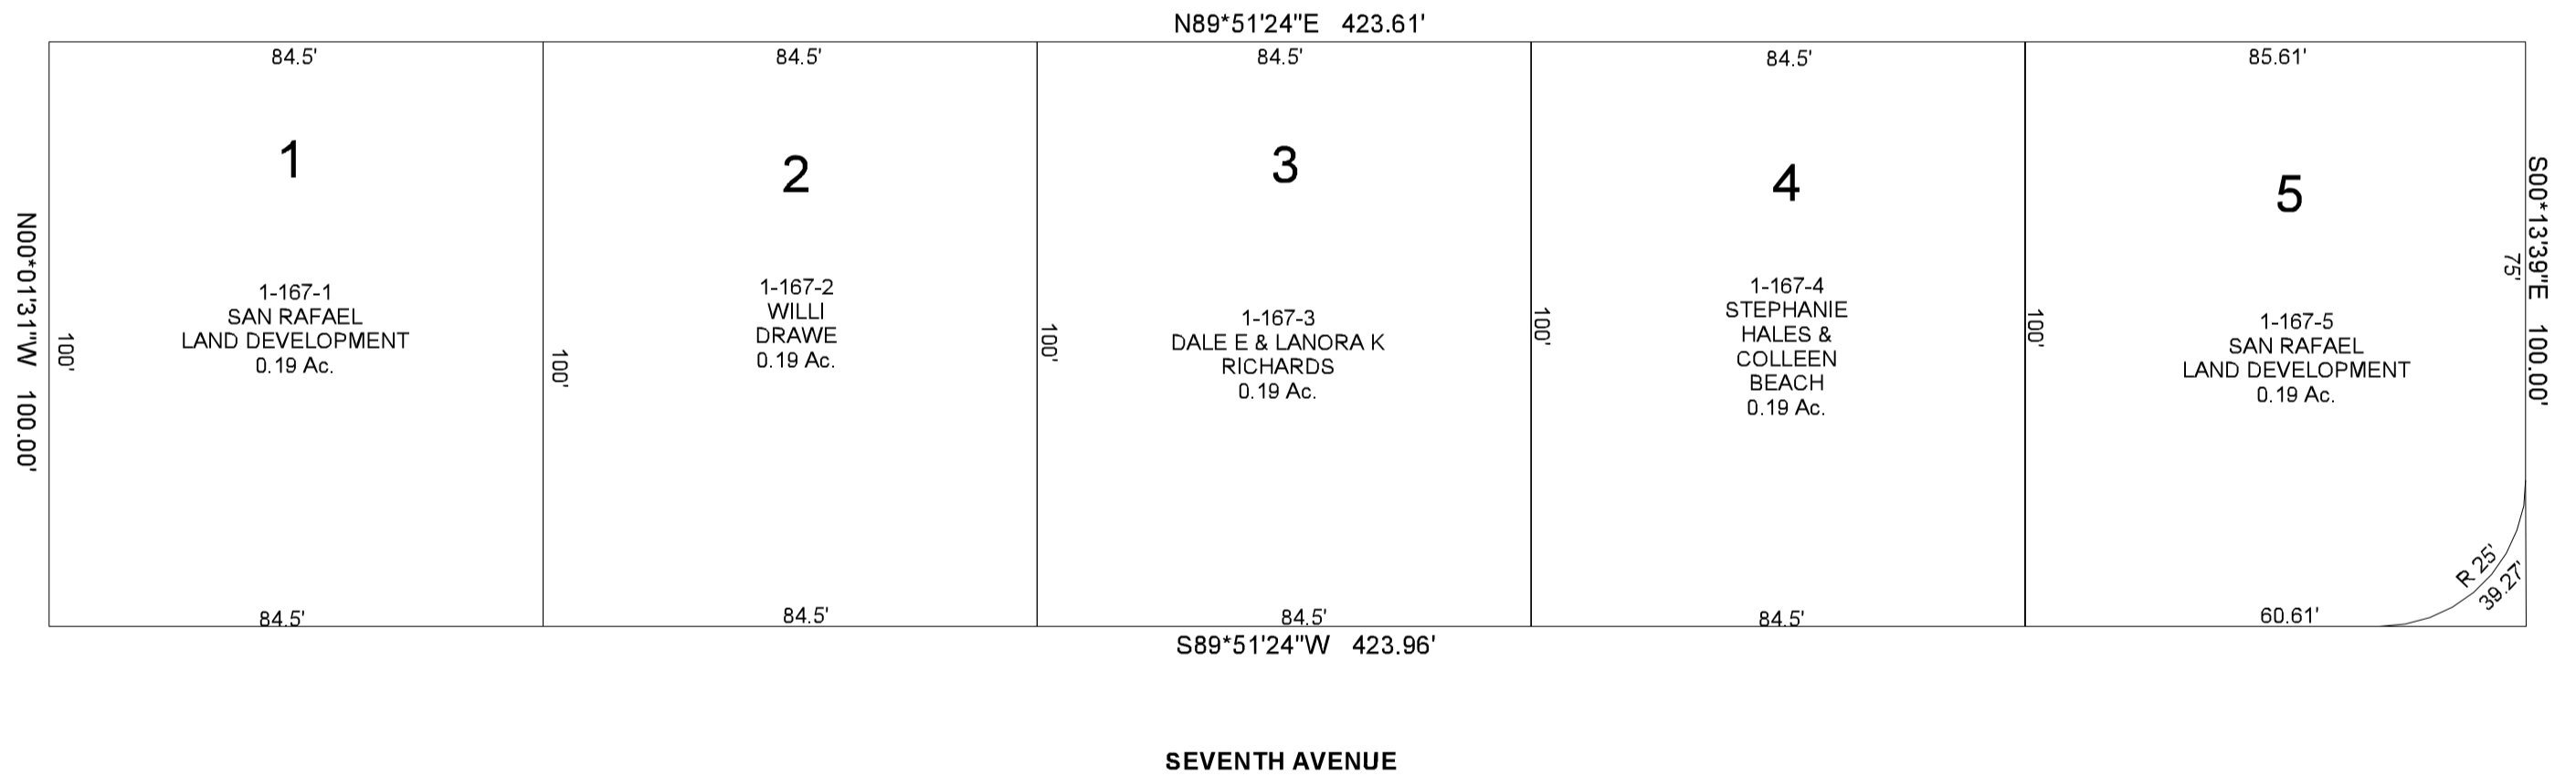 N89*51'24"E 423.61'
84.5'
84.5'
84.5'
84.5'
85.61'
1
2
3
4
5
N00*01'31"W 100.00'
100'
1-167-1
SAN RAFAEL
LAND DEVELOPMENT
0.19 Ac.
100'
1-167-2
WILLI
DRAWE
0.19 Ac.
100'
1-167-3
DALE E & LANORA K
RICHARDS
0.19 Ac.
100'
1-167-4
STEPHANIE
HALES &
COLLEEN
BEACH
0.19 Ac.
100'
1-167-5
SAN RAFAEL
LAND DEVELOPMENT
0.19 Ac.
75'
S00*13'39"E 100.00'
R 25'
39.27'
84.5'
84.5'
84.5'
84.5'
60.61'
S89*51'24"W 423.96'
SEVENTH AVENUE